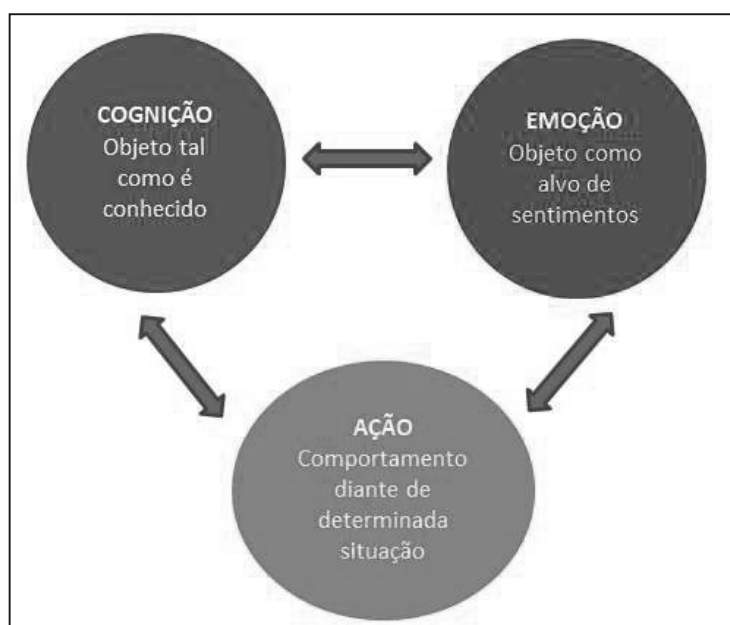 COGNIÇÃO
Objeto tal
como é
conhecido
EMOÇÃO
Objeto como
alvo de
sentimentos
AÇÃO
Comportamento
diante de
determinada
situação